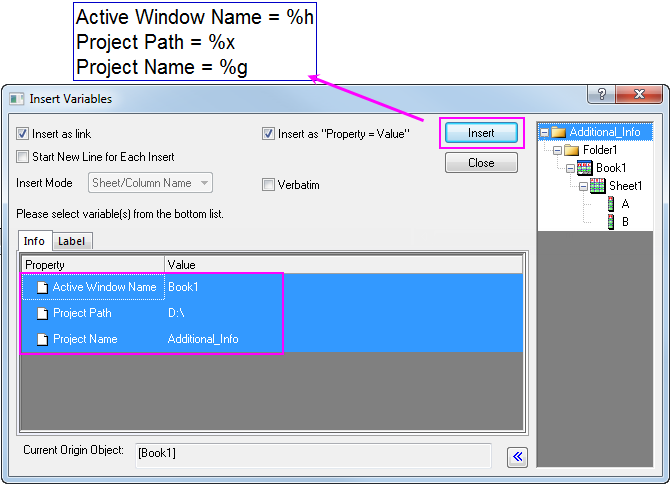 Active Window Name = %h
Project Path = %x
Project Name = %g
Insert Variables
?
Insert as link
Insert as "Property = Value"
Insert
Start New Line for Each Insert
Close
Insert Mode
Sheet/Column Name
Verbatim
Please select variable(s) from the bottom list.
Info Label
Property Value
Active Window Name Book1
Project Path D:\
Project Name Additional_Info
Current Origin Object: [Book1]
Additional_Info
Folder1
Book1
Sheet1
A
B